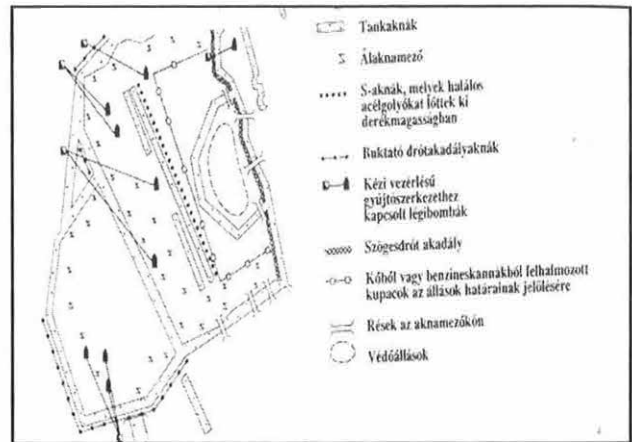 Tankaknák
Álaknamező
S-aknák, melyek halálos
acélgolyókat lőttek ki
derékmagasságban
Buktató drótakadályaknák
Kézi vezérlésű
gyújtószerkezethez
kapcsolt légibombák
Szögesdrót akadály
Kőből vagy benzineskannákból felhalmozott
kupacok az állások határainak jelölésére
Rések az aknamezőkön
Védőállások